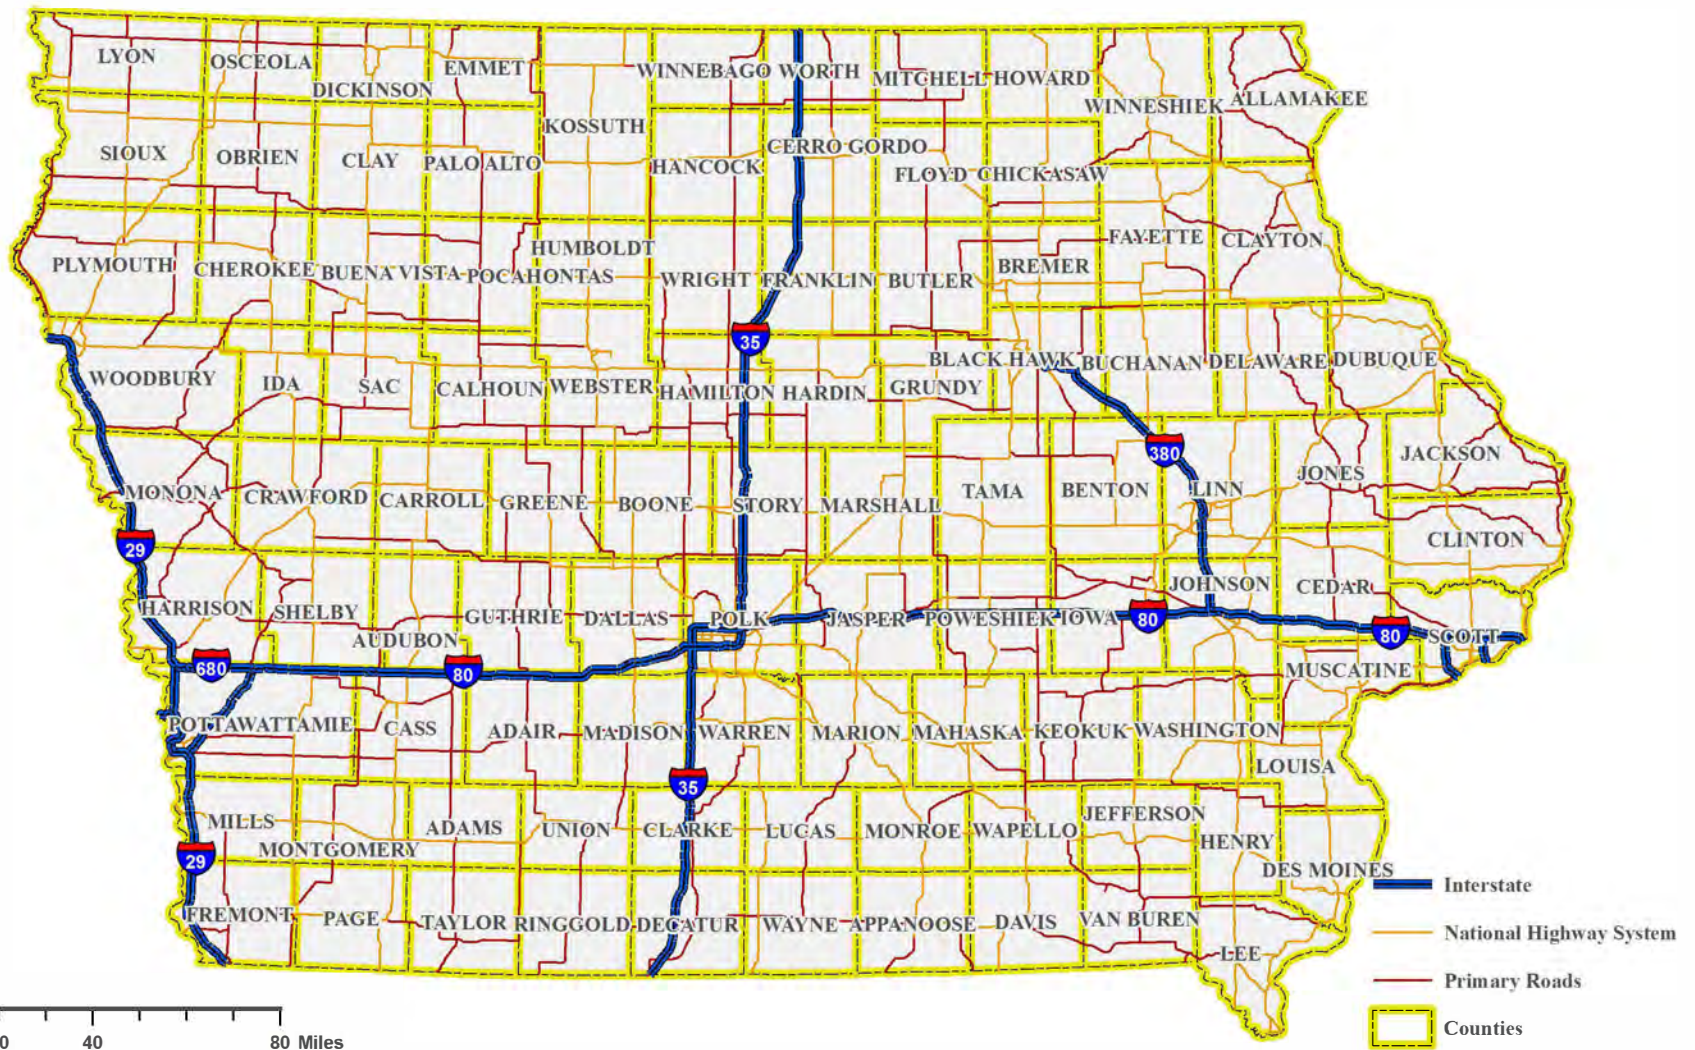 LYON
OSCEOLA
DICKINSON
EMMET
WINNEBAGO
WORTH
MITCHELL
HOWARD
WINNESHIEK
ALLAMAKEE
KOSSUTH
SIOUX
OBRIEN
CLAY
PALO ALTO
HANCOCK
CERRO GORDO
FLOYD
CHICKASAW
PLYMOUTH
CHEROKEE
BUENA VISTA
POCAHONTAS
HUMBOLDT
WRIGHT
FRANKLIN
BUTLER
BREMER
FAYETTE
CLAYTON
35
WOODBURY
IDA
SAC
CALHOUN
WEBSTER
HAMILTON
HARDIN
GRUNDY
BLACK HAWK
BUCHANAN
DELAWARE
DUBUQUE
380
MONONA
CRAWFORD
CARROLL
GREENE
BOONE
STORY
MARSHALL
TAMA
BENTON
LINN
JONES
JACKSON
CLINTON
29
HARRISON
SHELBY
AUDUBON
GUTHRIE
DALLAS
POLK
JASPER
POWESHIEK
IOWA
80
JOHNSON
CEDAR
80
SCOTT
680
80
MUSCATINE
POTTAWATTAMIE
CASS
ADAIR
MADISON
WARREN
MARION
MAHASKA
KEOKUK
WASHINGTON
LOUISA
35
MILLS
MONTGOMERY
ADAMS
UNION
CLARKE
LUCAS
MONROE
WAPELLO
JEFFERSON
HENRY
DES MOINES
29
FREMONT
PAGE
TAYLOR
RINGGOLD
DECATUR
WAYNE
APPANOOSE
DAVIS
VAN BUREN
LEE
Interstate
National Highway System
Primary Roads
Counties
0 40 80 Miles